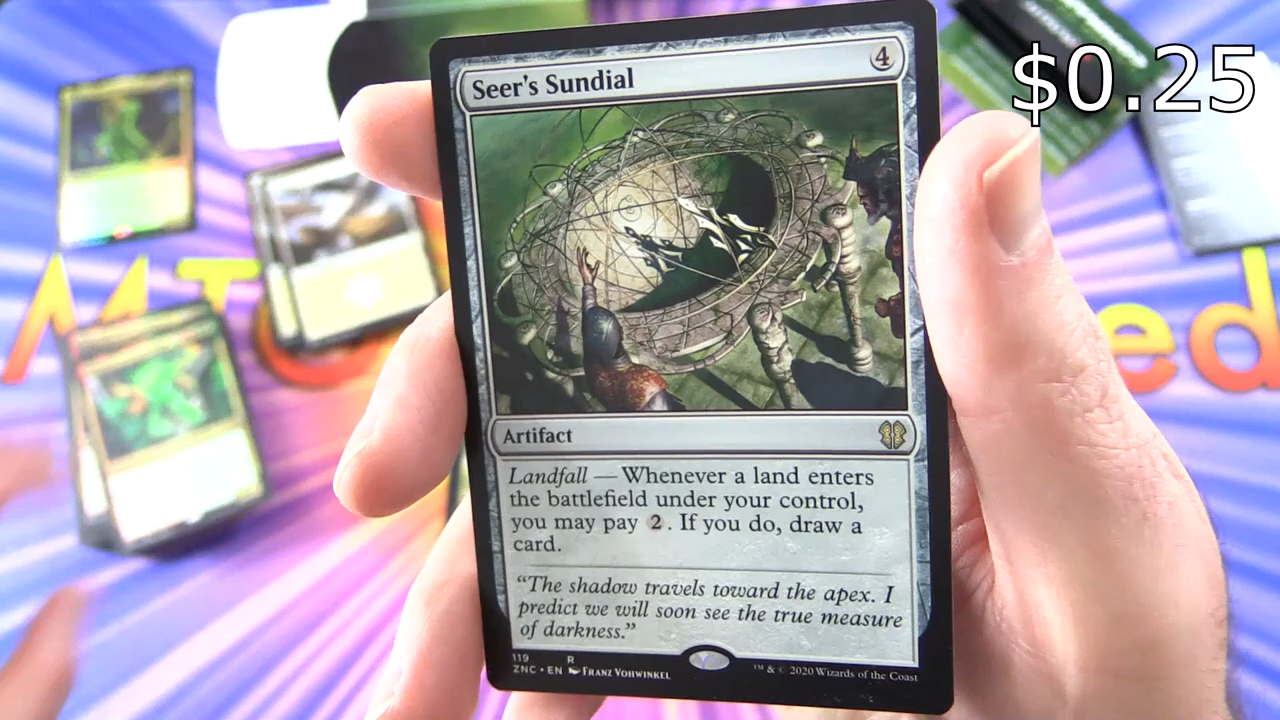 $0.25
Seer's Sundial
4
Artifact
Landfall — Whenever a land enters
the battlefield under your control,
you may pay 2. If you do, draw a
card.
“The shadow travels toward the apex. I
predict we will soon see the true measure
of darkness.”
119 R
ZNC • EN Franz Vohwinkel
™ & © 2020 Wizards of the Coast
MT
ed